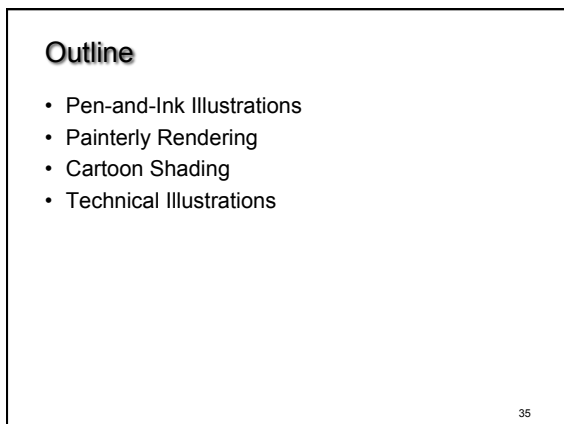 Outline
• Pen-and-Ink Illustrations
• Painterly Rendering
• Cartoon Shading
• Technical Illustrations
35